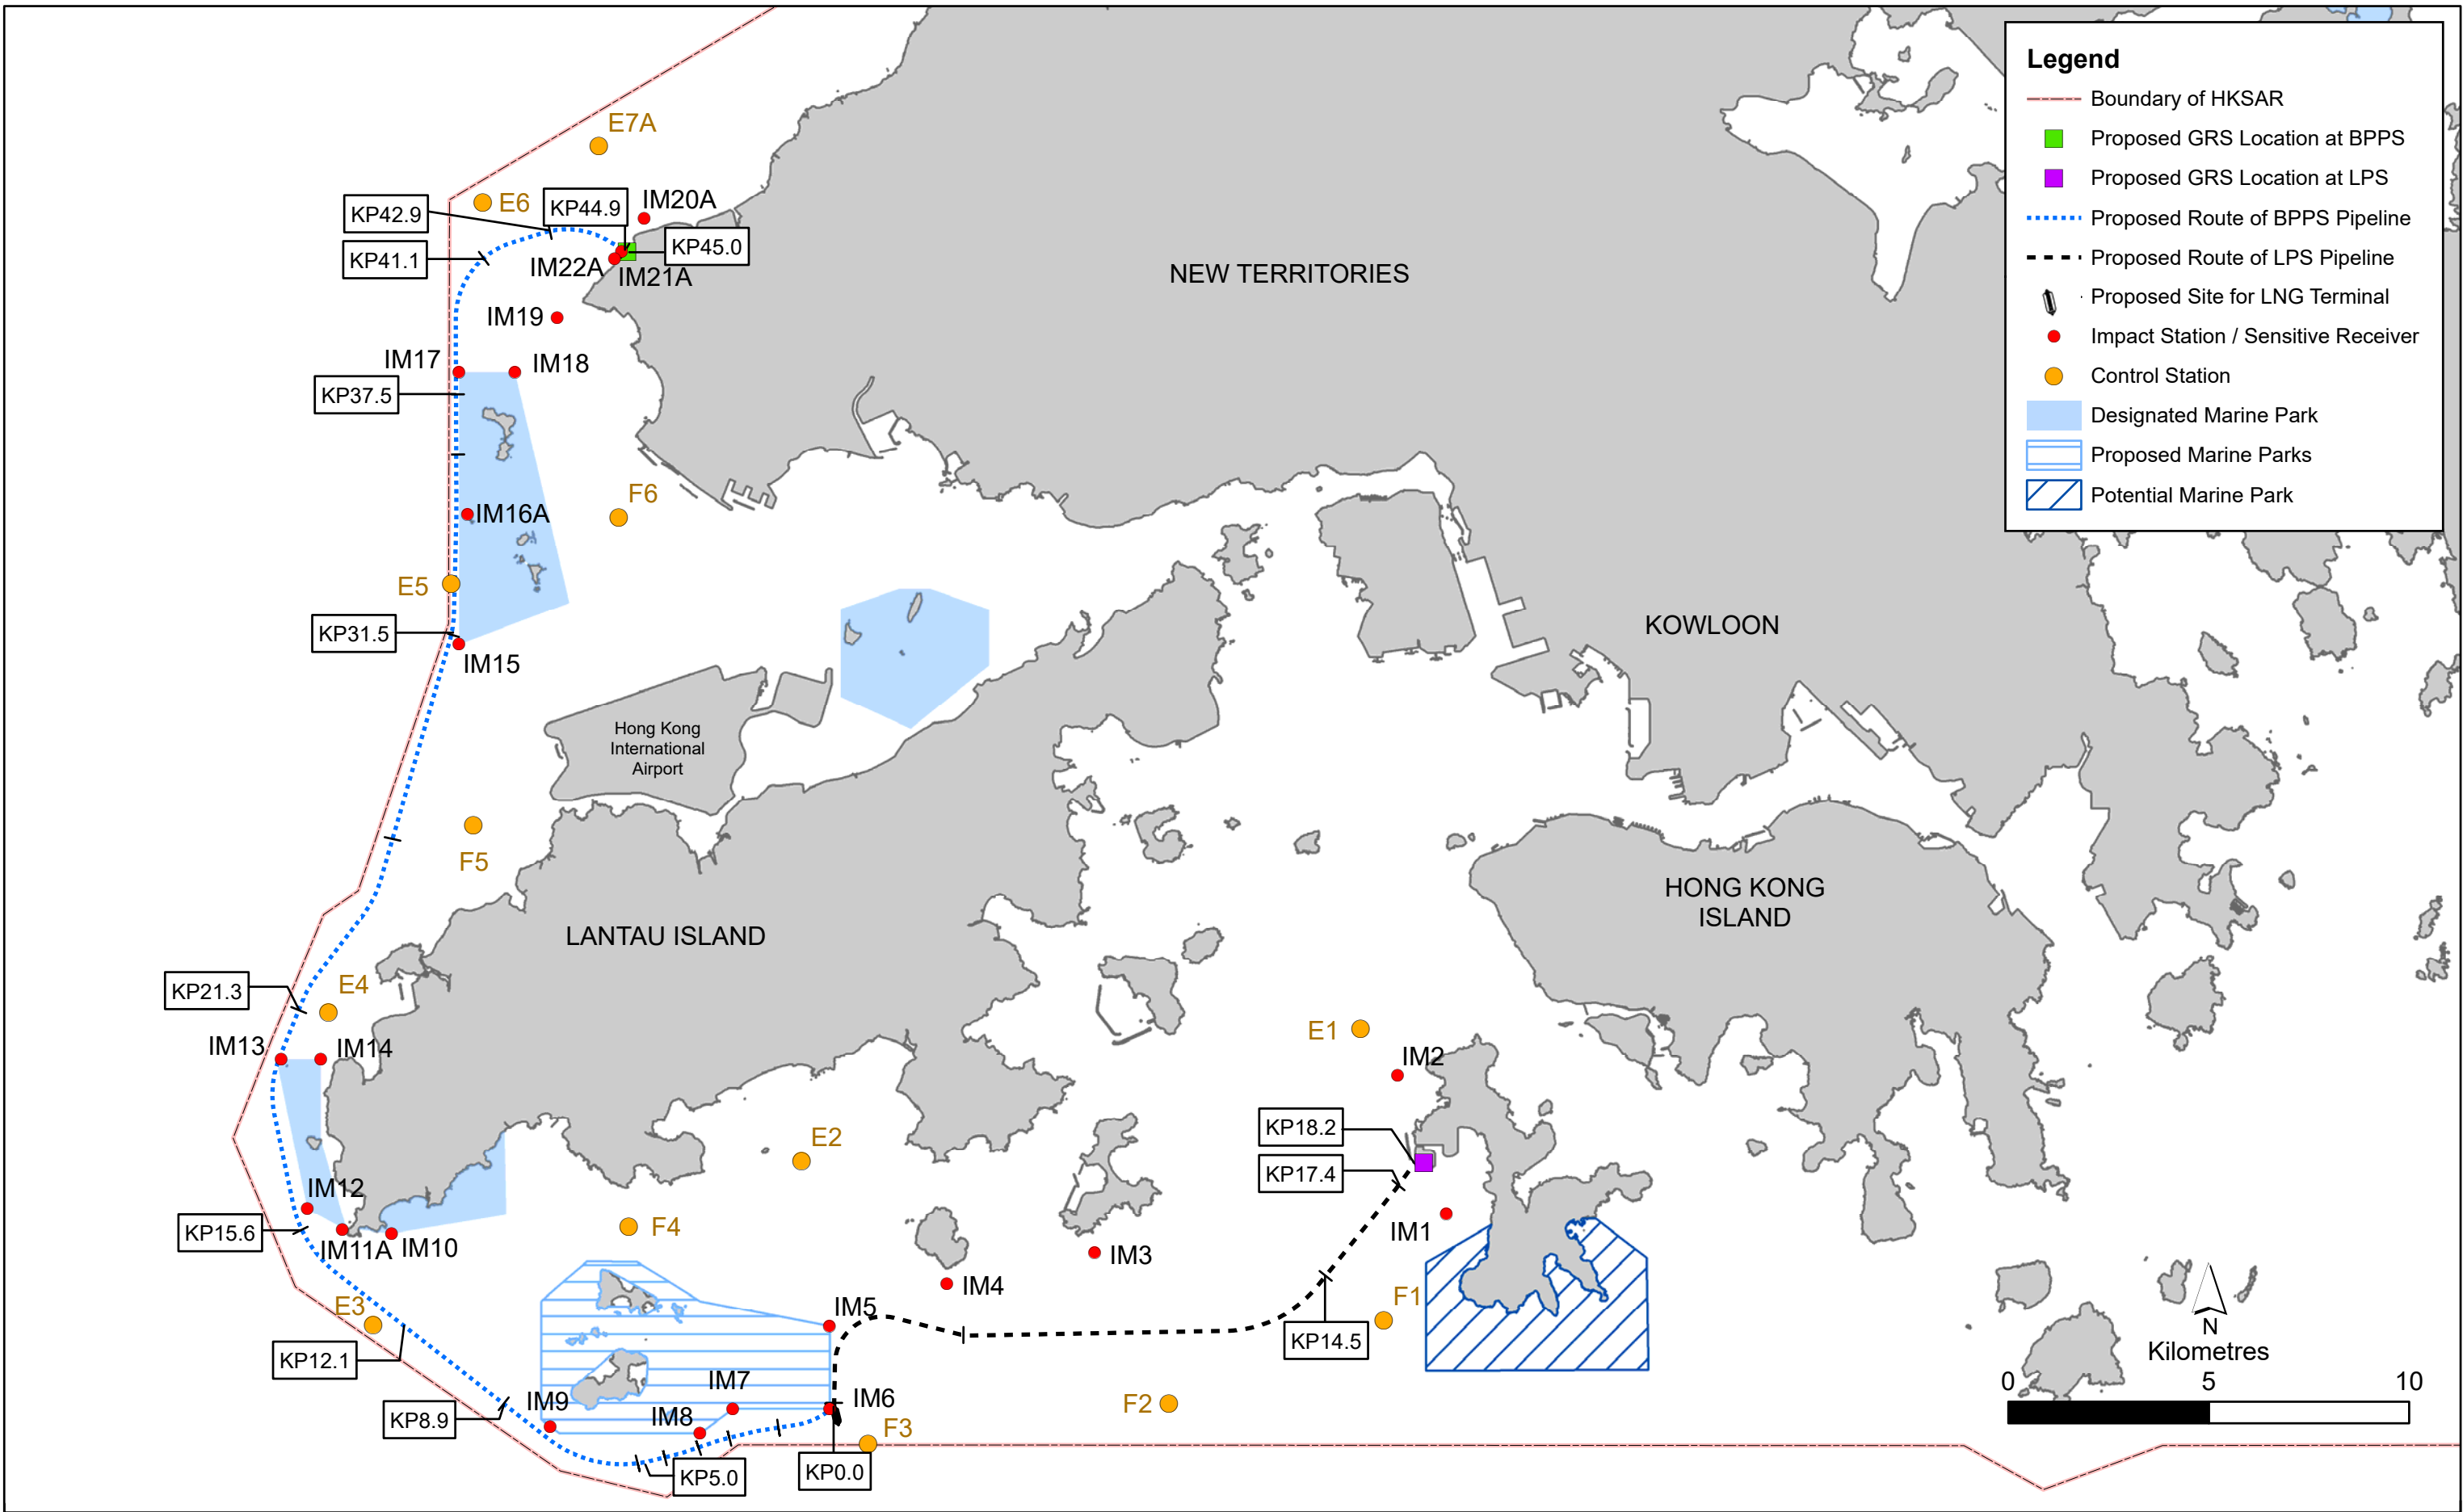 Legend
Boundary of HKSAR
Proposed GRS Location at BPPS
Proposed GRS Location at LPS
Proposed Route of BPPS Pipeline
Proposed Route of LPS Pipeline
Proposed Site for LNG Terminal
Impact Station / Sensitive Receiver
Control Station
Designated Marine Park
Proposed Marine Parks
Potential Marine Park
E7A
E6
KP42.9
KP44.9
IM20A
KP41.1
KP45.0
IM22A
IM21A
NEW TERRITORIES
IM19
IM17
IM18
KP37.5
F6
IM16A
E5
KP31.5
IM15
KOWLOON
Hong Kong
International
Airport
F5
HONG KONG
ISLAND
LANTAU ISLAND
KP21.3
E4
IM13
IM14
E1
IM2
KP18.2
E2
KP17.4
IM12
KP15.6
IM11A
IM10
F4
IM1
IM3
IM4
E3
IM5
F1
KP14.5
KP12.1
IM7
IM9
IM6
KP8.9
IM8
F2
F3
KP5.0
KP0.0
N
Kilometres
0
5
10